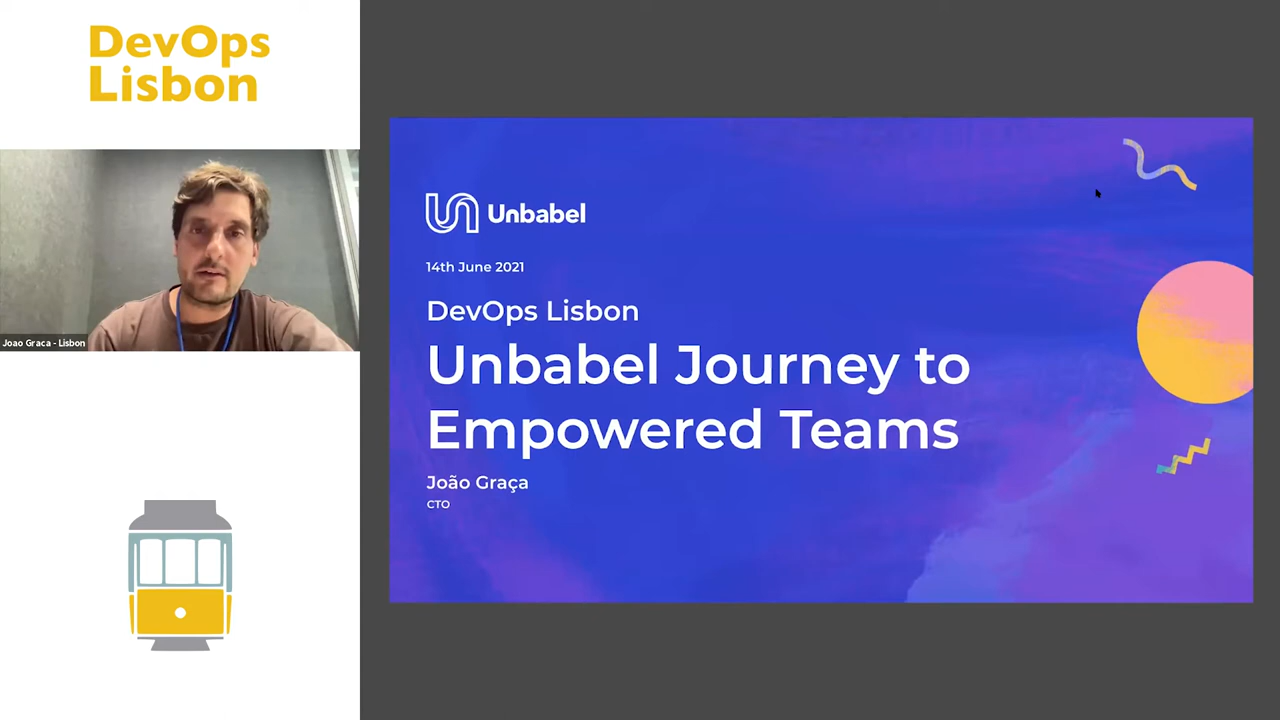 DevOps
Lisbon
Joao Graca - Lisbon
Unbabel
14th June 2021
DevOps Lisbon
Unbabel Journey to
Empowered Teams
João Graça
CTO